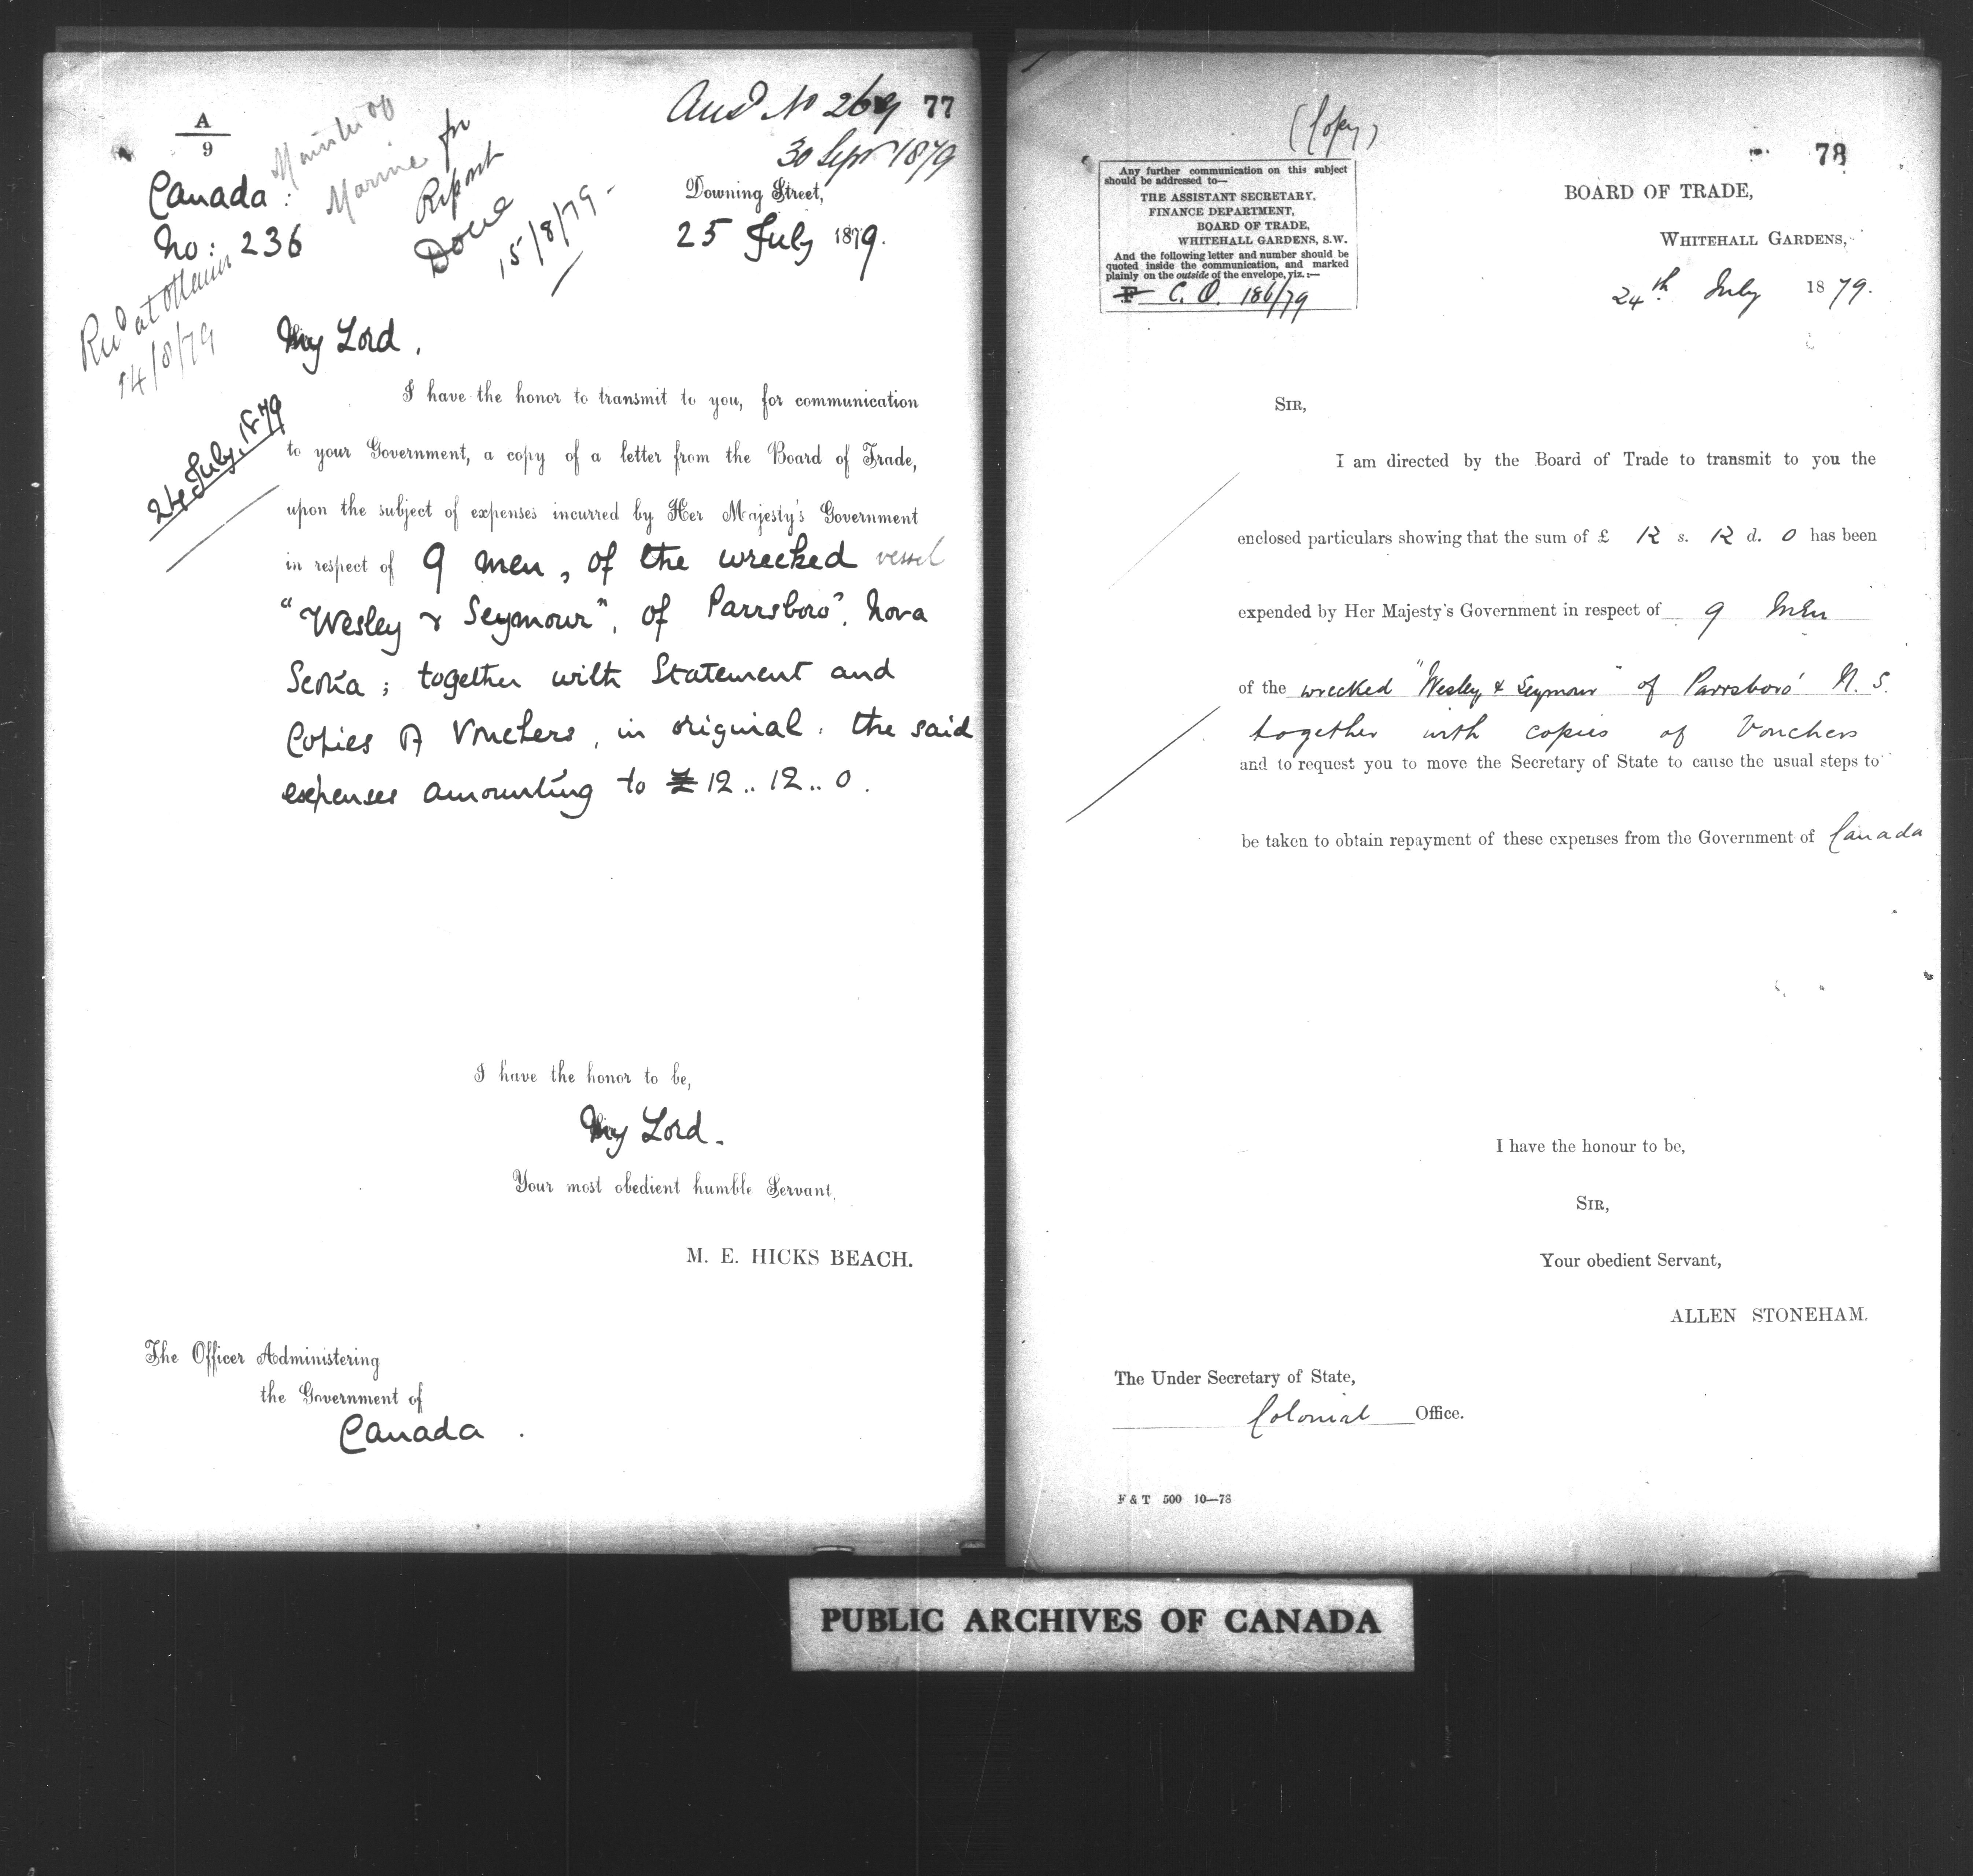 A
9
Canada:
No: 236
Minister of
Marine for
Report
Done
15/8/79.
Recd at Ottawa
14/8/79
Ansd No 269
77
30 Sepr 1879
Downing Street,
25 July 1879.
24 July, 1879
My Lord,
I have the honor to transmit to you, for communication
to your Government, a copy of a letter from the Board of Trade,
upon the subject of expenses incurred by Her Majesty's Government
in respect of 9 men, of the wrecked vessel
"Wesley & Seymour", of Parrsboro', Nova
Scotia; together with Statement and
Copies of Vouchers, in original. the said
expenses amounting to £12..12..0.
I have the honor to be,
My Lord.
Your most obedient humble Servant,
M. E. HICKS BEACH.
The Officer Administering
the Government of
Canada.
(Copy)
78
Any further communication on this subject
should be addressed to—
THE ASSISTANT SECRETARY,
FINANCE DEPARTMENT,
BOARD OF TRADE,
WHITEHALL GARDENS, S.W.
And the following letter and number should be
quoted inside the communication, and marked
plainly on the outside of the envelope, viz.:—
F C. O. 186/79
BOARD OF TRADE,
WHITEHALL GARDENS,
24th July 1879.
SIR,
I am directed by the Board of Trade to transmit to you the
enclosed particulars showing that the sum of £ 12 s. 12 d. 0 has been
expended by Her Majesty's Government in respect of 9 Men
of the wrecked "Wesley & Seymour" of Parrsboro' N. S.
together with copies of Vouchers
and to request you to move the Secretary of State to cause the usual steps to
be taken to obtain repayment of these expenses from the Government of Canada
I have the honour to be,
SIR,
Your obedient Servant,
ALLEN STONEHAM.
The Under Secretary of State,
Colonial Office.
F & T 500 10—78
PUBLIC ARCHIVES OF CANADA